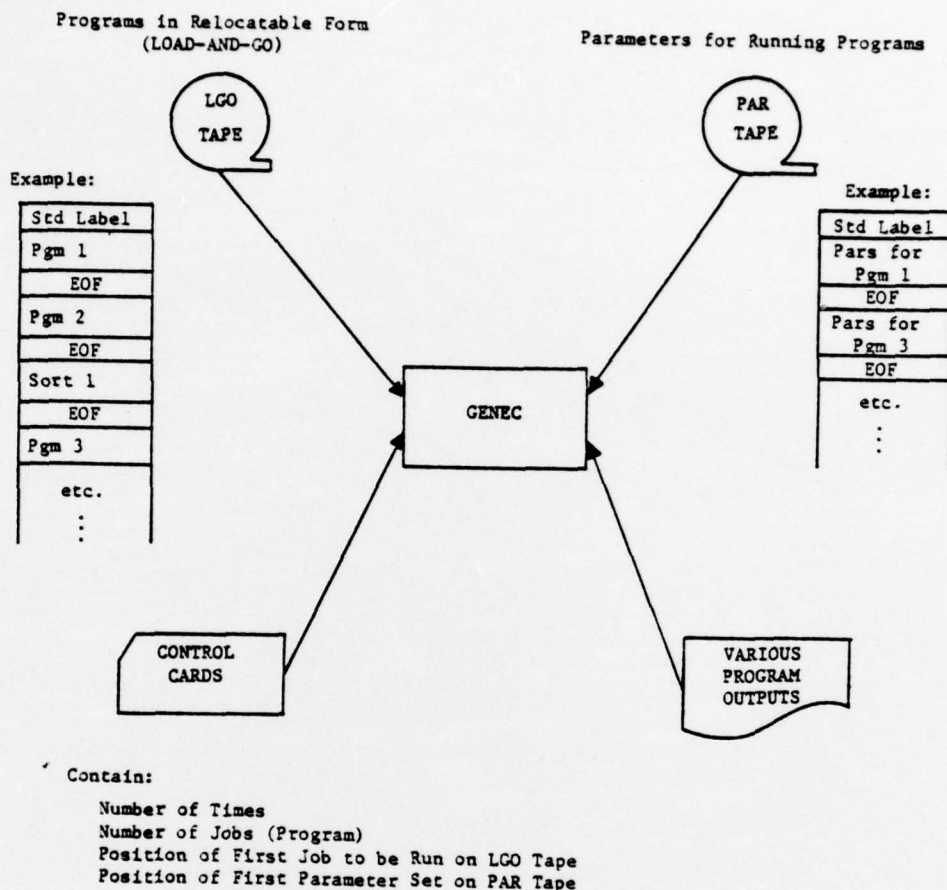 Programs in Relocatable Form
(LOAD-AND-GO)
Parameters for Running Programs
LGO
TAPE
PAR
TAPE
Example:
Std Label
Pgm 1
EOF
Pgm 2
EOF
Sort 1
EOF
Pgm 3
etc.
Example:
Std Label
Pars for
Pgm 1
EOF
Pars for
Pgm 3
EOF
etc.
GENEC
CONTROL
CARDS
VARIOUS
PROGRAM
OUTPUTS
Contain:
Number of Times
Number of Jobs (Program)
Position of First Job to be Run on LGO Tape
Position of First Parameter Set on PAR Tape